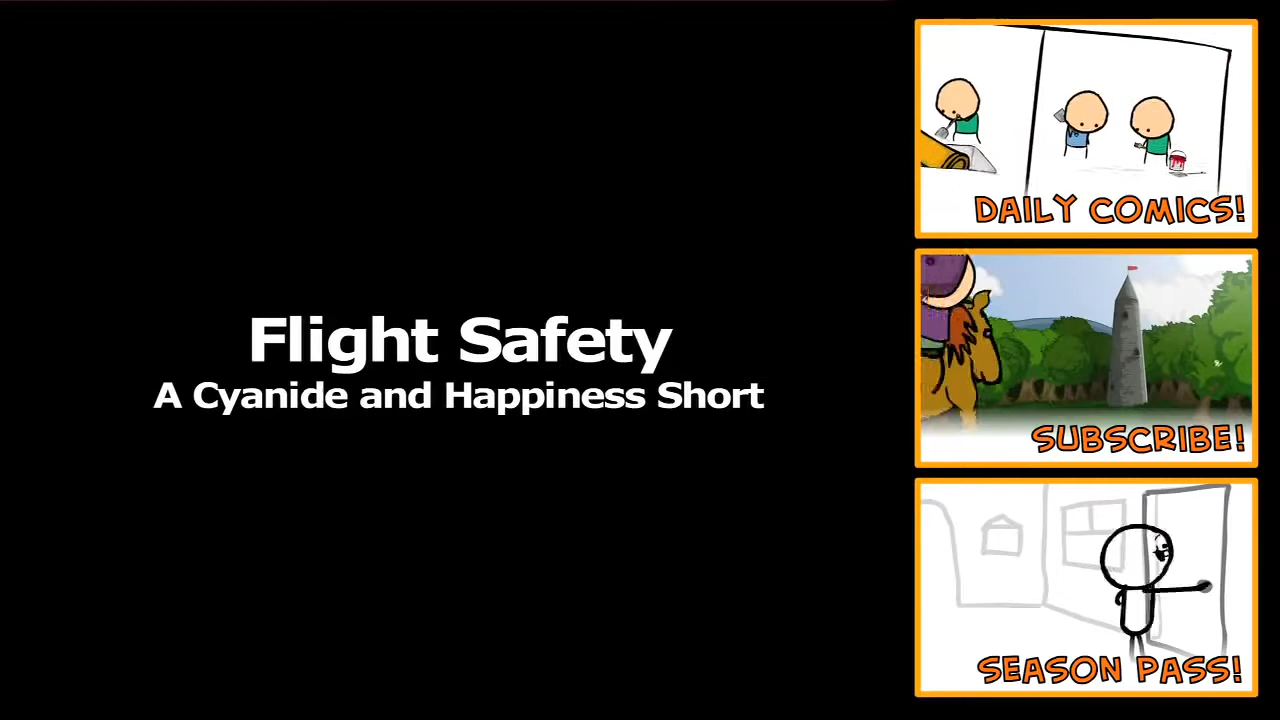 Flight Safety
A Cyanide and Happiness Short
DAILY COMICS!
SUBSCRIBE!
SEASON PASS!